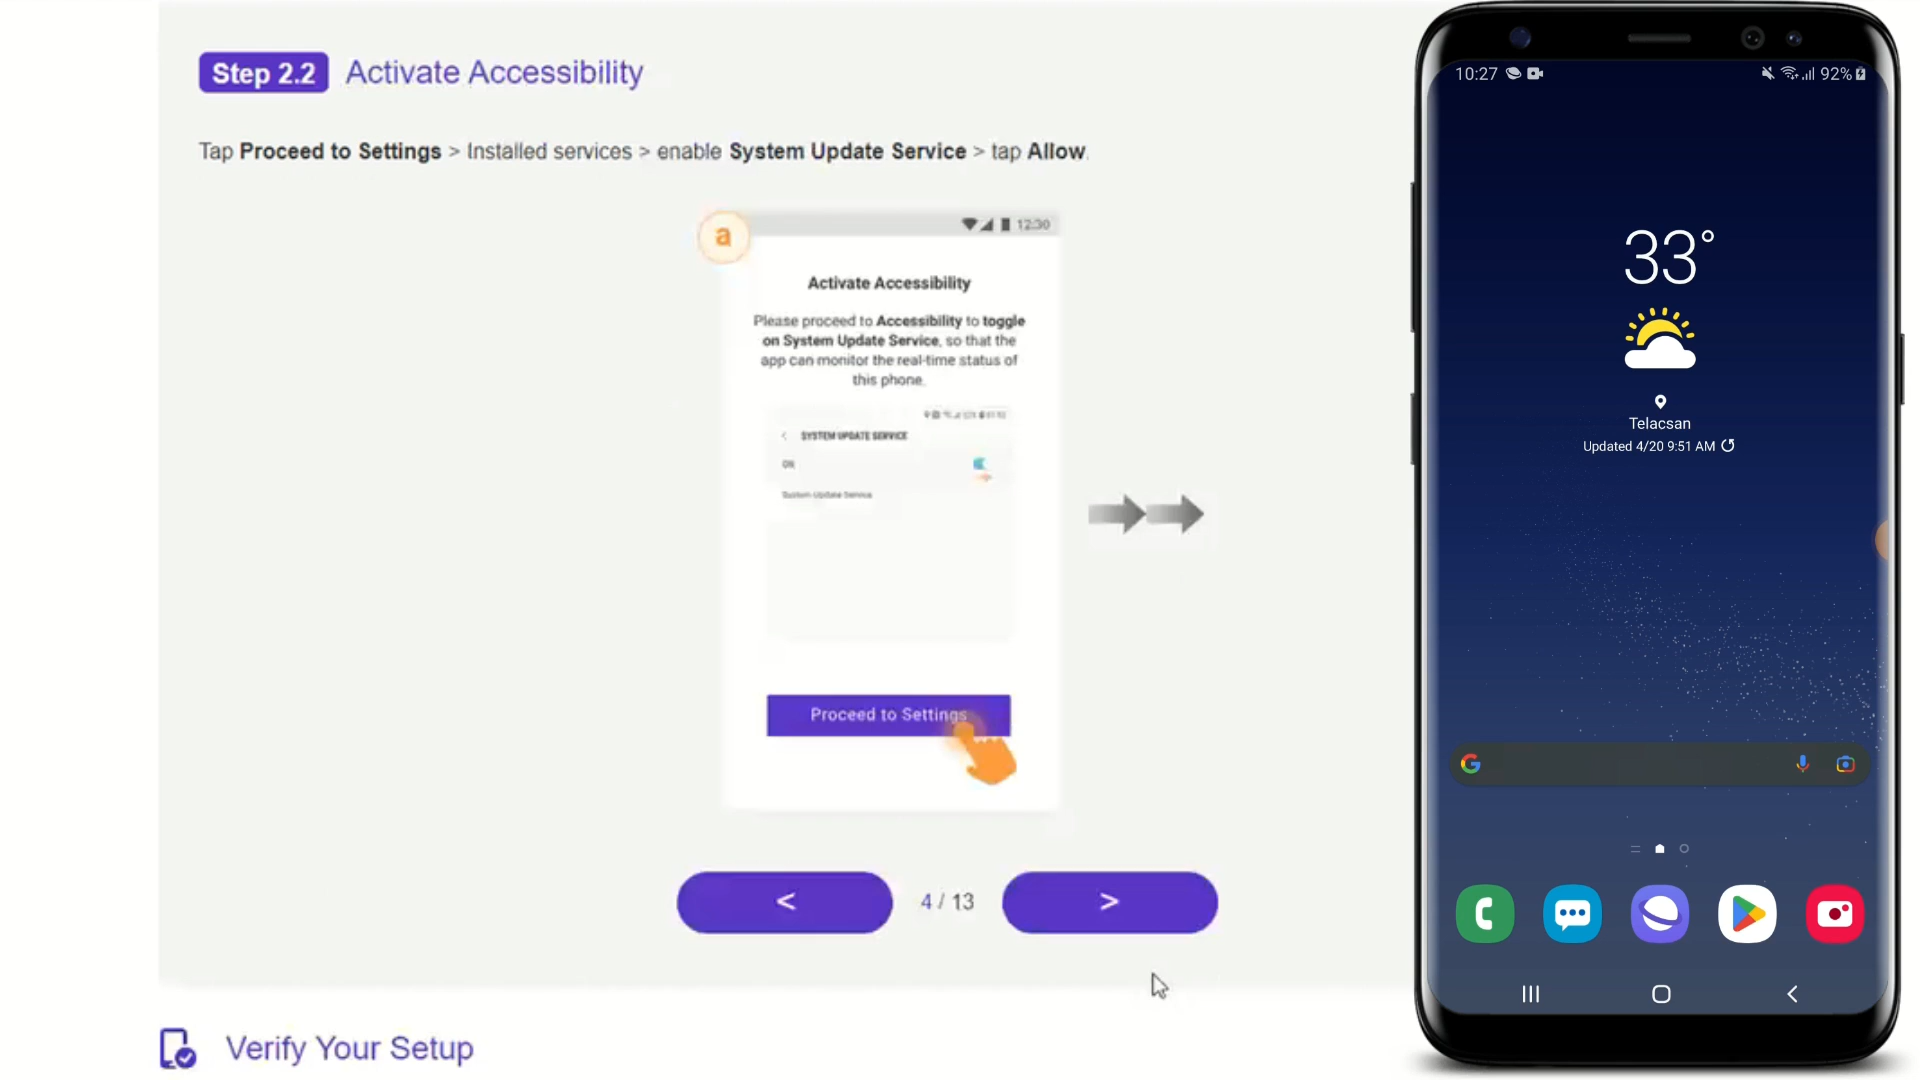 Step 2.2 Activate Accessibility
Tap Proceed to Settings > Installed services > enable System Update Service > tap Allow.
a
12:30
Activate Accessibility
Please proceed to Accessibility to toggle
on System Update Service, so that the
app can monitor the real-time status of
this phone.
< SYSTEM UPDATE SERVICE
ON
System Update Service
Proceed to Settings
< 4 / 13 >
Verify Your Setup
10:27 92%
33°
Telacsan
Updated 4/20 9:51 AM
G